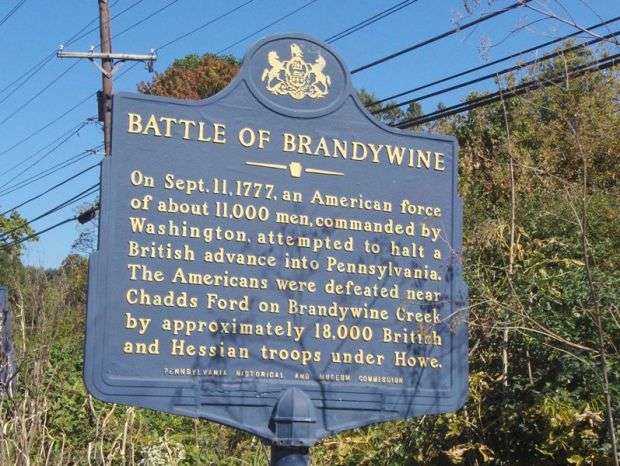 BATTLE OF BRANDYWINE
On Sept. 11, 1777, an American force
of about 11,000 men, commanded by
Washington, attempted to halt a
British advance into Pennsylvania.
The Americans were defeated near
Chadds Ford on Brandywine Creek
by approximately 18,000 British
and Hessian troops under Howe.
PENNSYLVANIA HISTORICAL AND MUSEUM COMMISSION